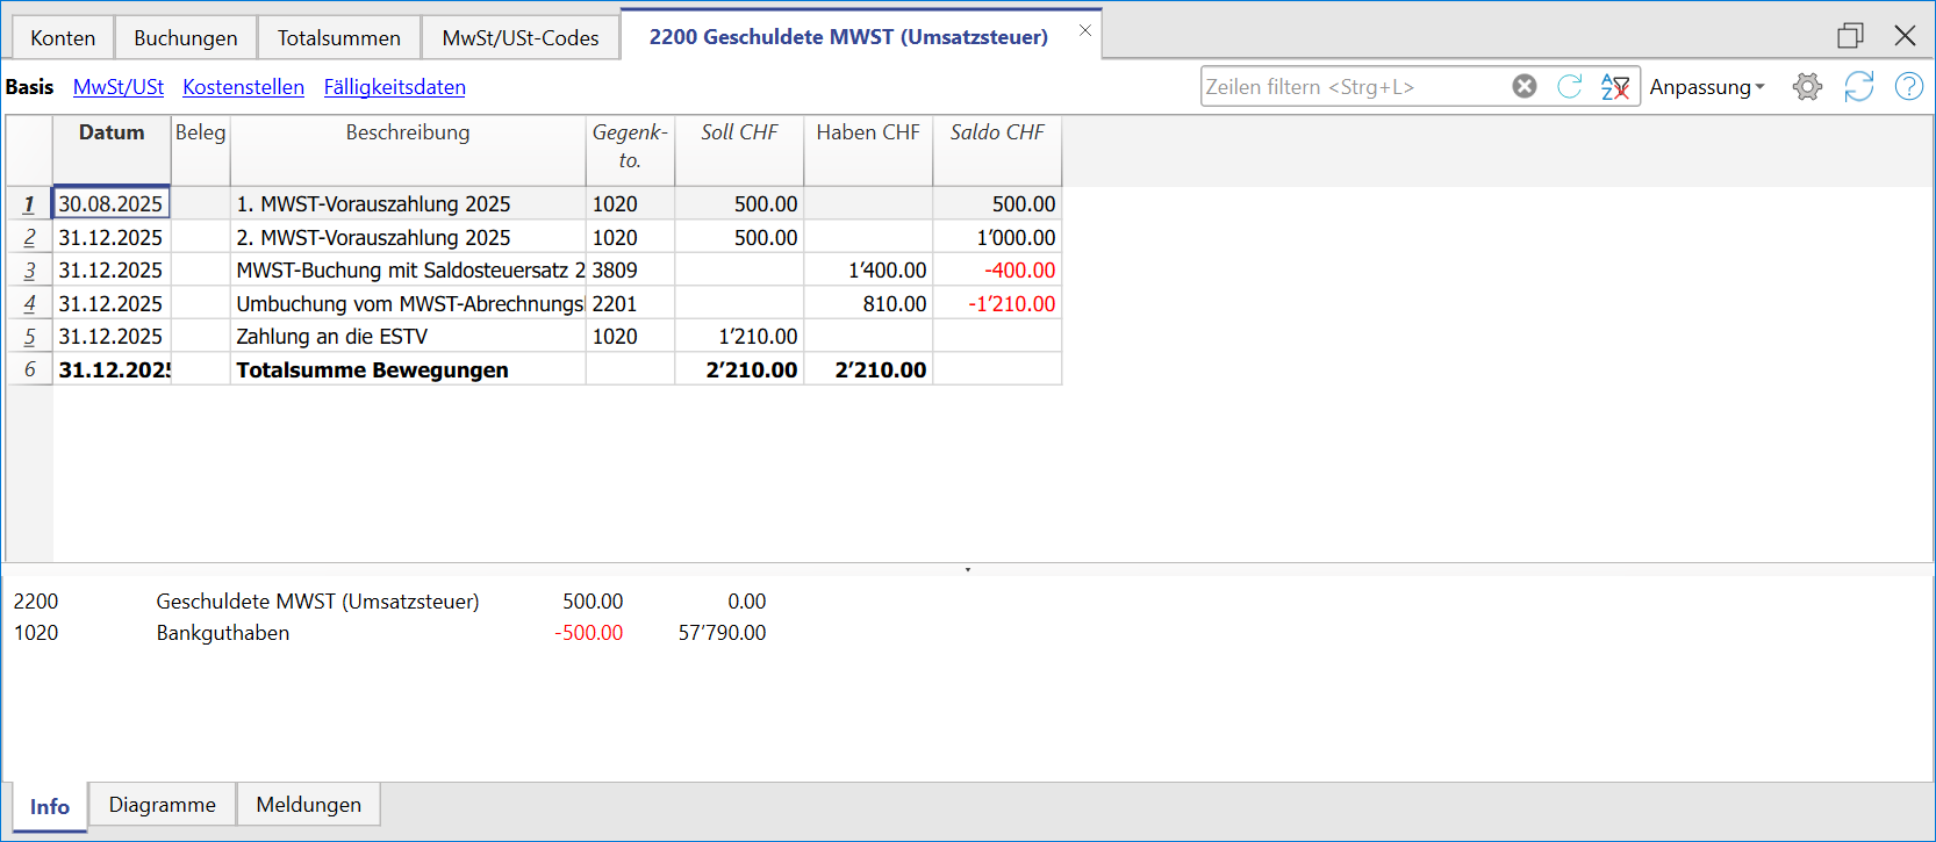 Konten Buchungen Totalsummen MwSt/USt-Codes 2200 Geschuldete MWST (Umsatzsteuer)
Basis MwSt/USt Kostenstellen Fälligkeitsdaten Zeilen filtern <Strg+L> Anpassung
Datum Beleg Beschreibung Gegenk- Soll CHF Haben CHF Saldo CHF
to.
1 30.08.2025 1. MWST-Vorauszahlung 2025 1020 500.00 500.00
2 31.12.2025 2. MWST-Vorauszahlung 2025 1020 500.00 1’000.00
3 31.12.2025 MWST-Buchung mit Saldosteuersatz 2 3809 1’400.00 -400.00
4 31.12.2025 Umbuchung vom MWST-Abrechnungs 2201 810.00 -1’210.00
5 31.12.2025 Zahlung an die ESTV 1020 1’210.00
6 31.12.2025 Totalsumme Bewegungen 2’210.00 2’210.00
2200 Geschuldete MWST (Umsatzsteuer) 500.00 0.00
1020 Bankguthaben -500.00 57’790.00
Info Diagramme Meldungen